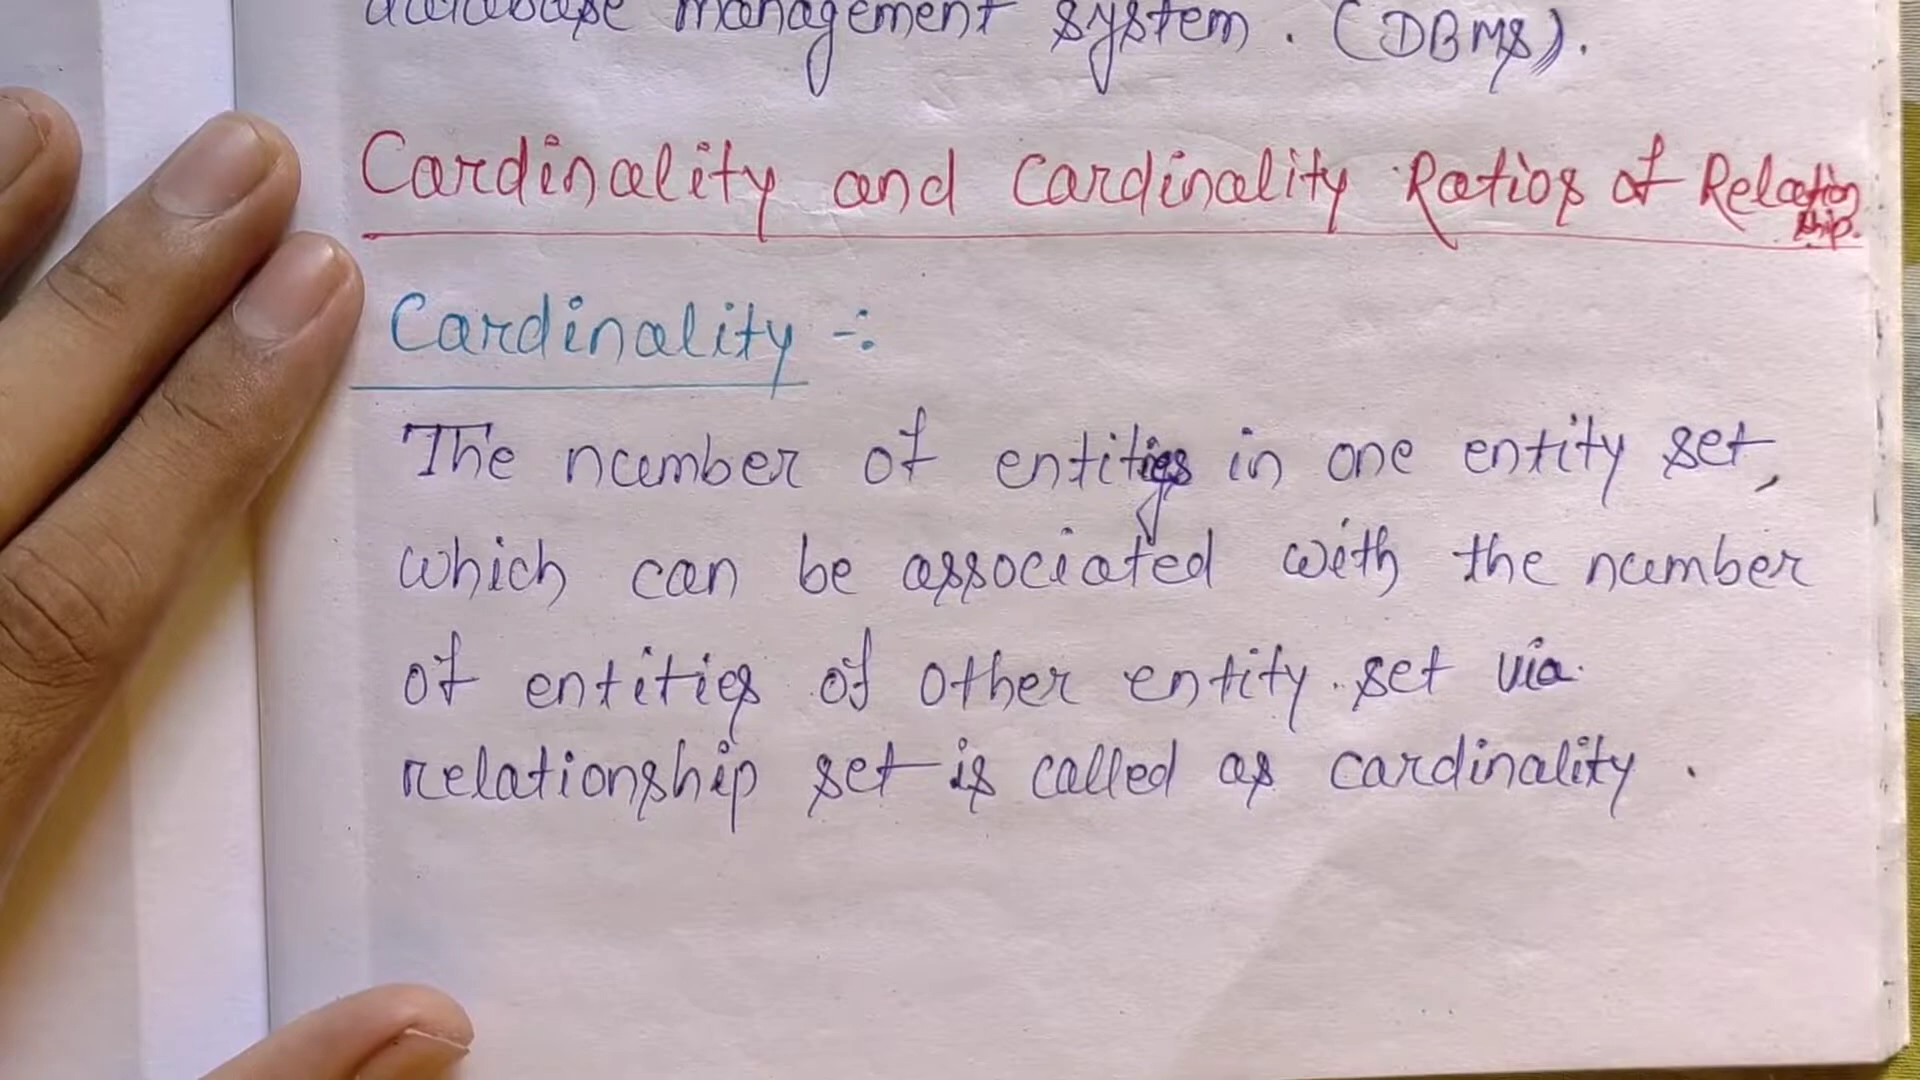 database management system. (DBMS).
Cardinality and Cardinality Ratios of Relationship.
Cardinality -:
The number of entities in one entity set,
which can be associated with the number
of entities of other entity set via
relationship set is called as cardinality.